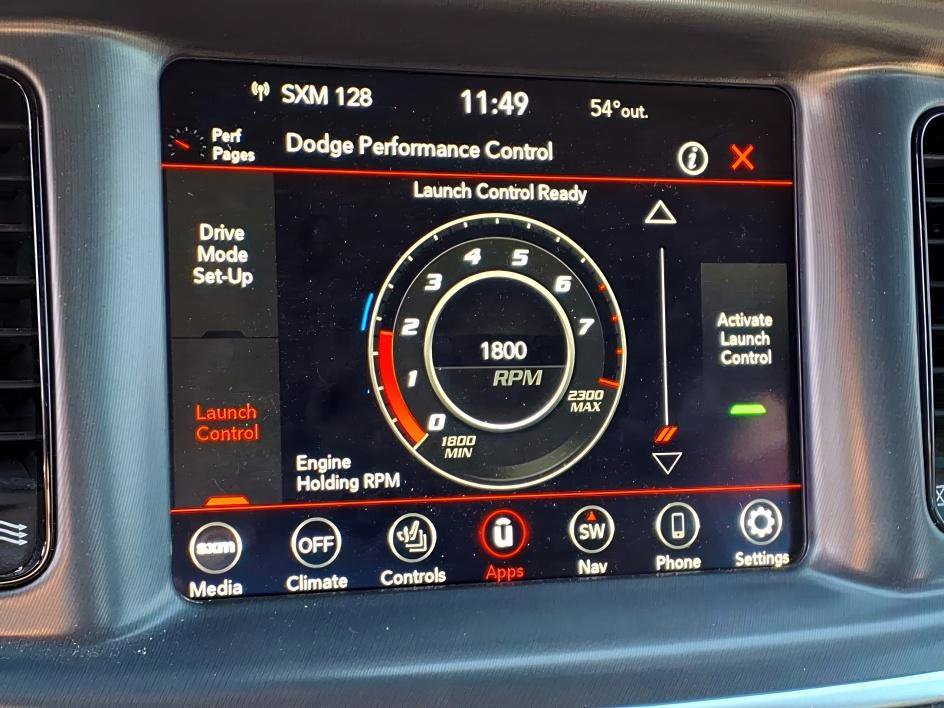 SXM 128
11:49
54°out.
Perf
Pages
Dodge Performance Control
i
Launch Control Ready
Drive
Mode
Set-Up
Launch
Control
0
1
2
3
4
5
6
7
1800
RPM
1800
MIN
2300
MAX
Engine
Holding RPM
Activate
Launch
Control
sxm
Media
OFF
Climate
Controls
u
Apps
SW
Nav
Phone
Settings